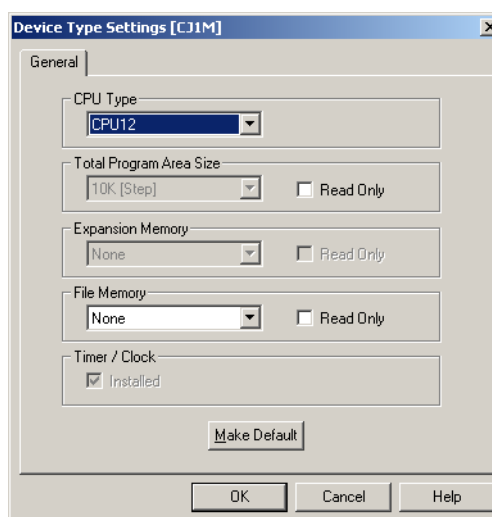 Device Type Settings [CJ1M]
General
CPU Type
CPU12
Total Program Area Size
10K [Step]
Read Only
Expansion Memory
None
Read Only
File Memory
None
Read Only
Timer / Clock
Installed
Make Default
OK
Cancel
Help